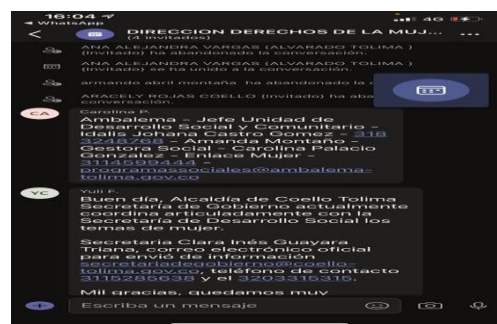 16:04
WhatsApp
4G
DIRECCION DERECHOS DE LA MUJ...
(4 invitados)
ANA ALEJANDRA VARGAS (ALVARADO TOLIMA )
(Invitado) ha abandonado la conversación.
ANA ALEJANDRA VARGAS (ALVARADO TOLIMA )
(Invitado) se ha unido a la conversación.
armando abril montaña ha abandonado la c
ARACELY ROJAS COELLO (Invitado) ha aba
conversación.
CA
Carolina P.
Ambalema - Jefe Unidad de
Desarrollo Social y Comunitario -
Idalis Johana Castro Gomez - 318
3248768 - Amanda Montaño -
Gestora Social - Carolina Palacio
Gonzalez - Enlace Mujer -
3114599444 -
programassociales@ambalema-
tolima.gov.co
YC
Yuli F.
Buen día, Alcaldía de Coello Tolima
Secretaría de Gobierno actualmente
coordina articuladamente con la
Secretaría de Desarrollo Social los
temas de mujer.
Secretaria Clara Inés Guayara
Triana, correo electrónico oficial
para envió de información
secretariadegobierno@coello-
tolima.gov.co, teléfono de contacto
3115285638 y el 3203315315.
Mil gracias, quedamos muy
Escriba un mensaje